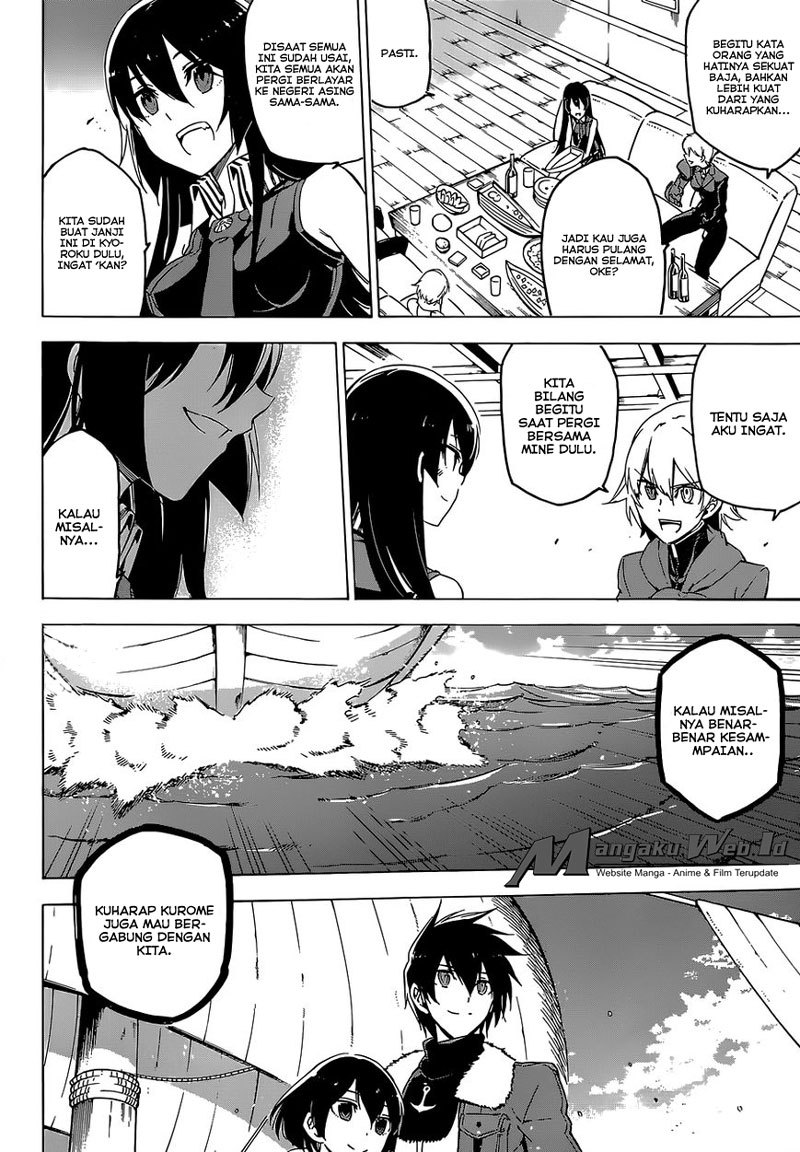 BEGITU KATA
ORANG YANG
HATINYA SEKUAT
BAJA, BAHKAN
LEBIH KUAT
DARI YANG
KUHARAPKAN...
JADI KAU JUGA
HARUS PULANG
DENGAN SELAMAT,
OKE?
PASTI.
DISAAT SEMUA
INI SUDAH USAI,
KITA SEMUA AKAN
PERGI BERLAYAR
KE NEGERI ASING
SAMA-SAMA.
KITA SUDAH
BUAT JANJI
INI DI KYO-
ROKU DULU,
INGAT 'KAN?
TENTU SAJA
AKU INGAT.
KITA
BILANG
BEGITU
SAAT PERGI
BERSAMA
MINE DULU.
KALAU
MISAL-
NYA...
KALAU MISAL-
NYA BENAR-
BENAR KESAM-
PAIAN..
Mangaku.Web.Id
Website Manga - Anime & Film Terupdate
KUHARAP KUROME
JUGA MAU BER-
GABUNG DENGAN
KITA.